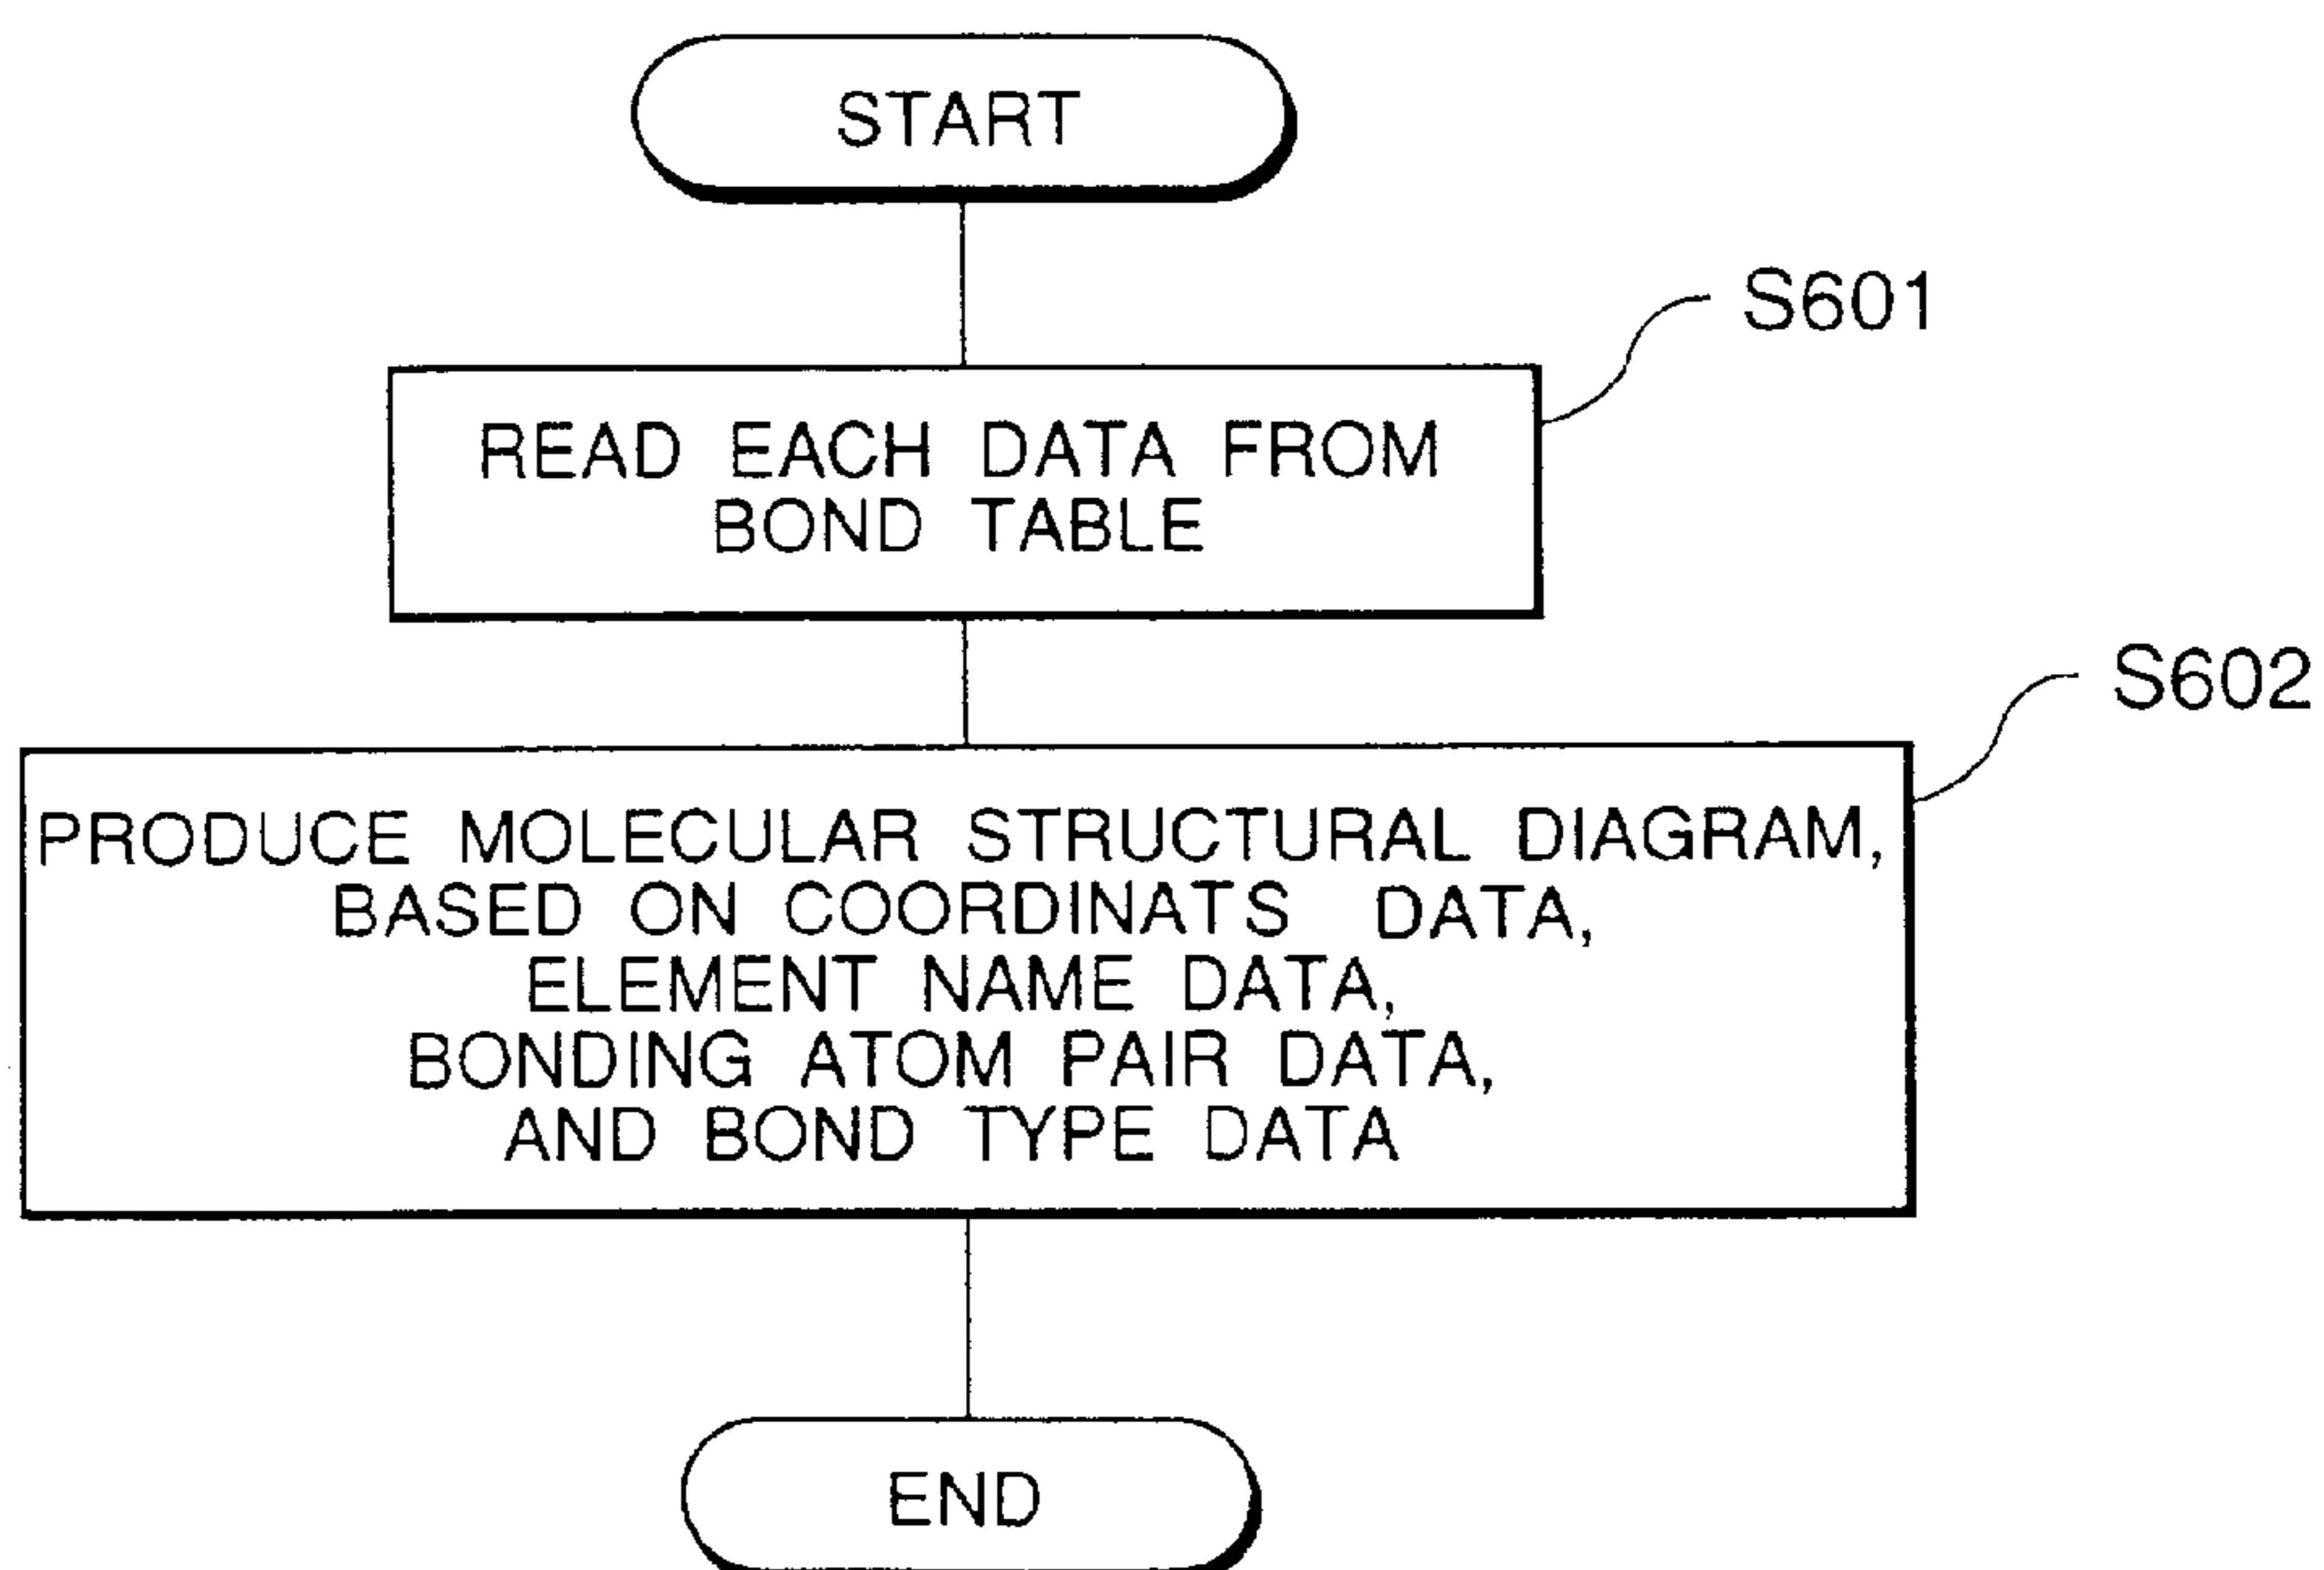 START
S601
READ EACH DATA FROM
BOND TABLE
S602
PRODUCE MOLECULAR STRUCTURAL DIAGRAM,
BASED ON COORDINATS DATA,
ELEMENT NAME DATA,
BONDING ATOM PAIR DATA,
AND BOND TYPE DATA
END